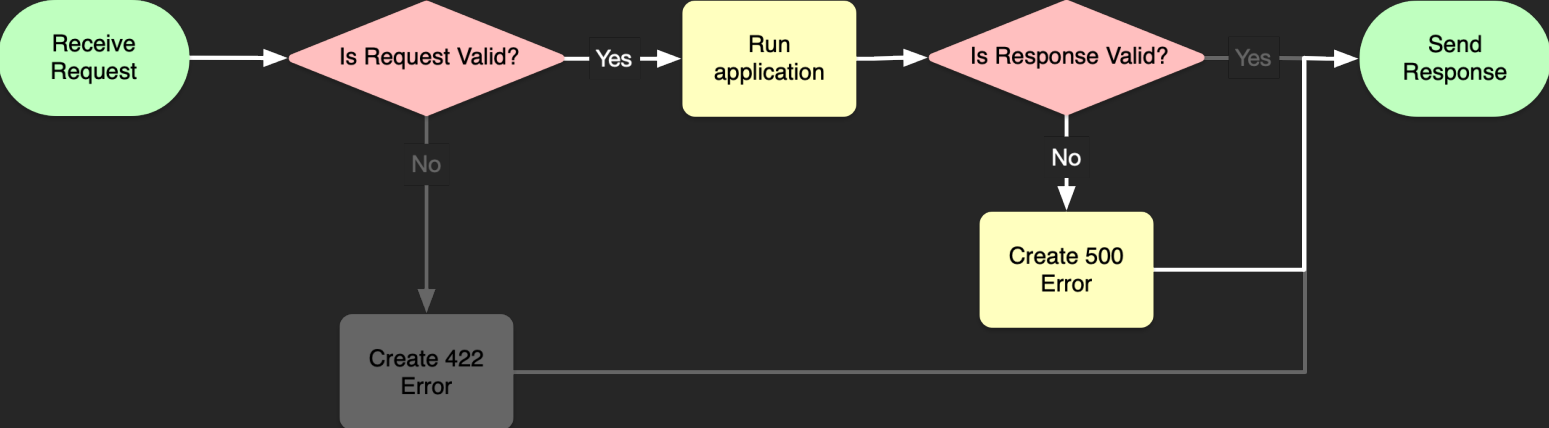 Receive
Request
Is Request Valid?
Yes
Run
application
Is Response Valid?
Yes
Send
Response
No
No
Create 500
Error
Create 422
Error